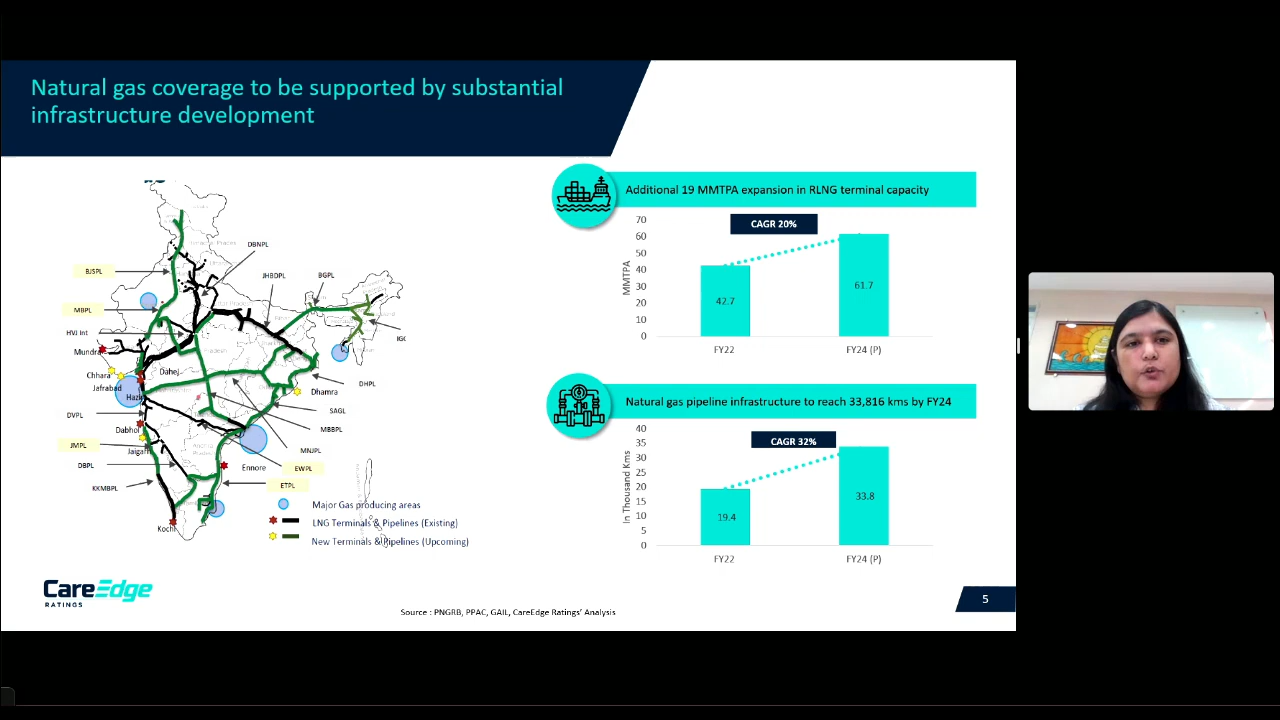 Natural gas coverage to be supported by substantial
infrastructure development
DBNPL
BJSPL
JHBDPL
BGPL
MBPL
HVJ Int
IGG
Mundra
Chhara
Dahej
Jafrabad
DHPL
Dhamra
Hazira
SAGL
DVPL
MBBPL
Dabhol
JMPL
Jaigarh
MNJPL
DBPL
Ennore
EWPL
KKMBPL
ETPL
Kochi
Major Gas producing areas
LNG Terminals & Pipelines (Existing)
New Terminals & Pipelines (Upcoming)
Additional 19 MMTPA expansion in RLNG terminal capacity
CAGR 20%
MMTPA
70
60
50
40
30
20
10
0
42.7
61.7
FY22
FY24 (P)
Natural gas pipeline infrastructure to reach 33,816 kms by FY24
CAGR 32%
In Thousand Kms
40
35
30
25
20
15
10
5
0
19.4
33.8
FY22
FY24 (P)
CareEdge
RATINGS
Source : PNGRB, PPAC, GAIL, CareEdge Ratings' Analysis
5